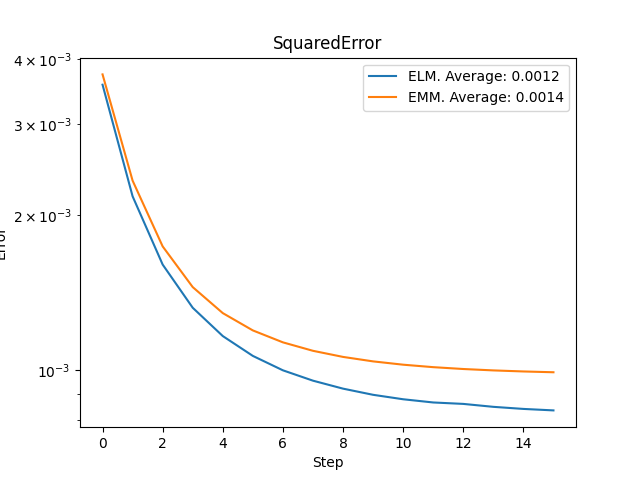 SquaredError
ELM. Average: 0.0012
EMM. Average: 0.0014
4 × 10⁻³
3 × 10⁻³
2 × 10⁻³
10⁻³
Error
0 2 4 6 8 10 12 14
Step